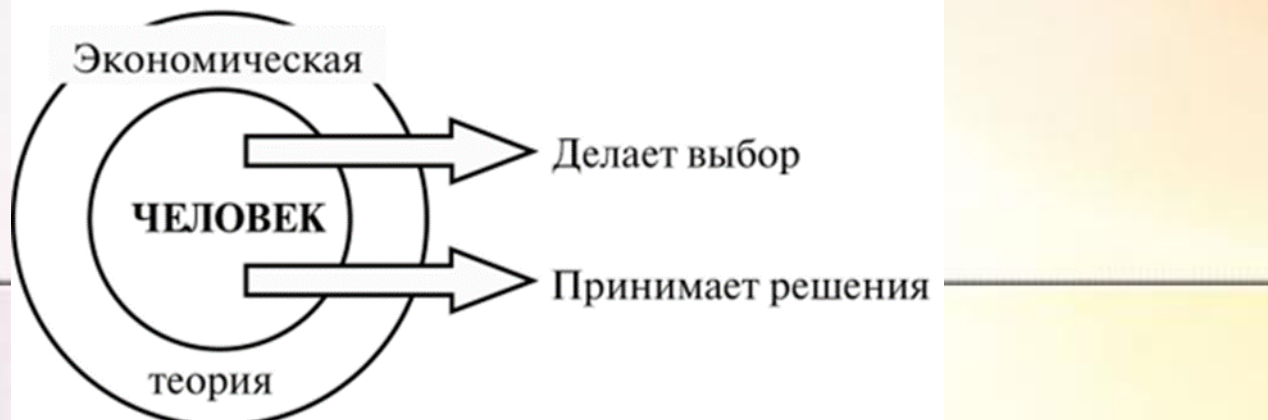 Экономическая
Делает выбор
ЧЕЛОВЕК
Принимает решения
теория